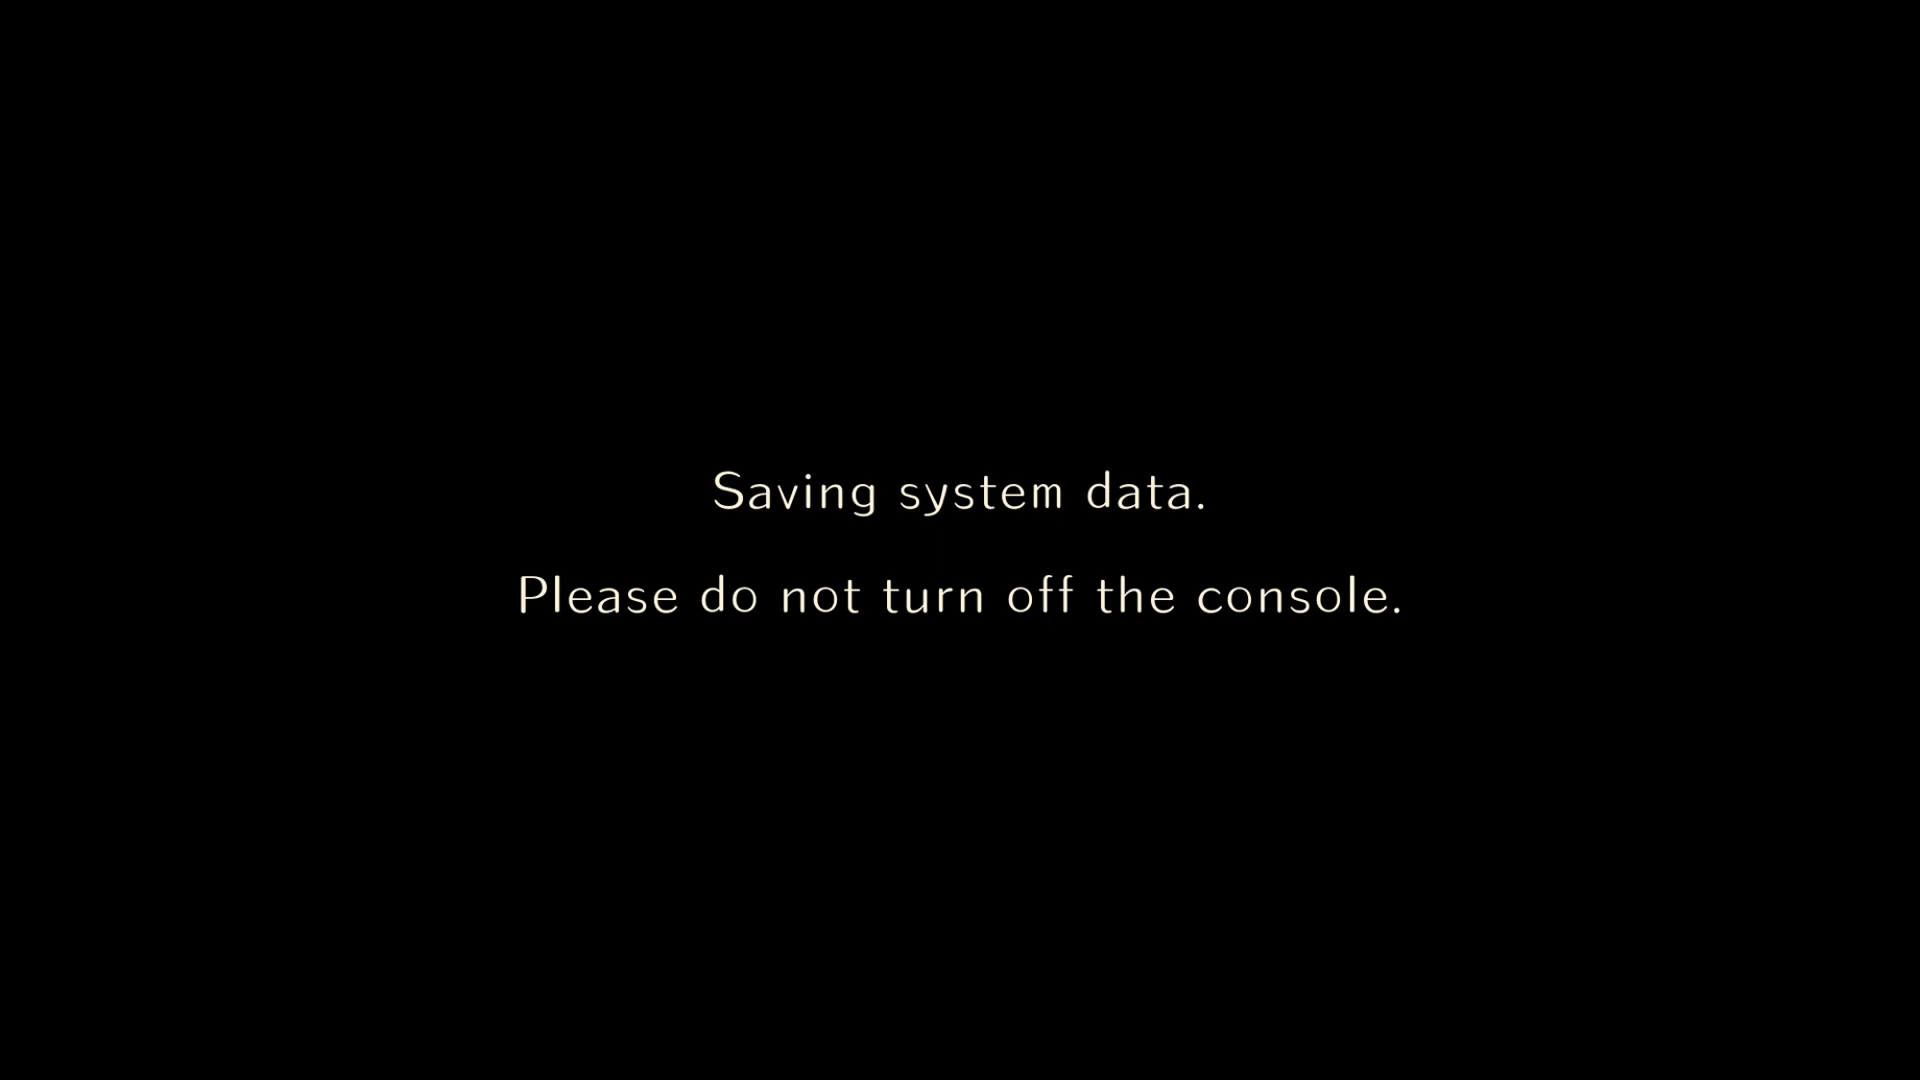 Saving system data.
Please do not turn off the console.